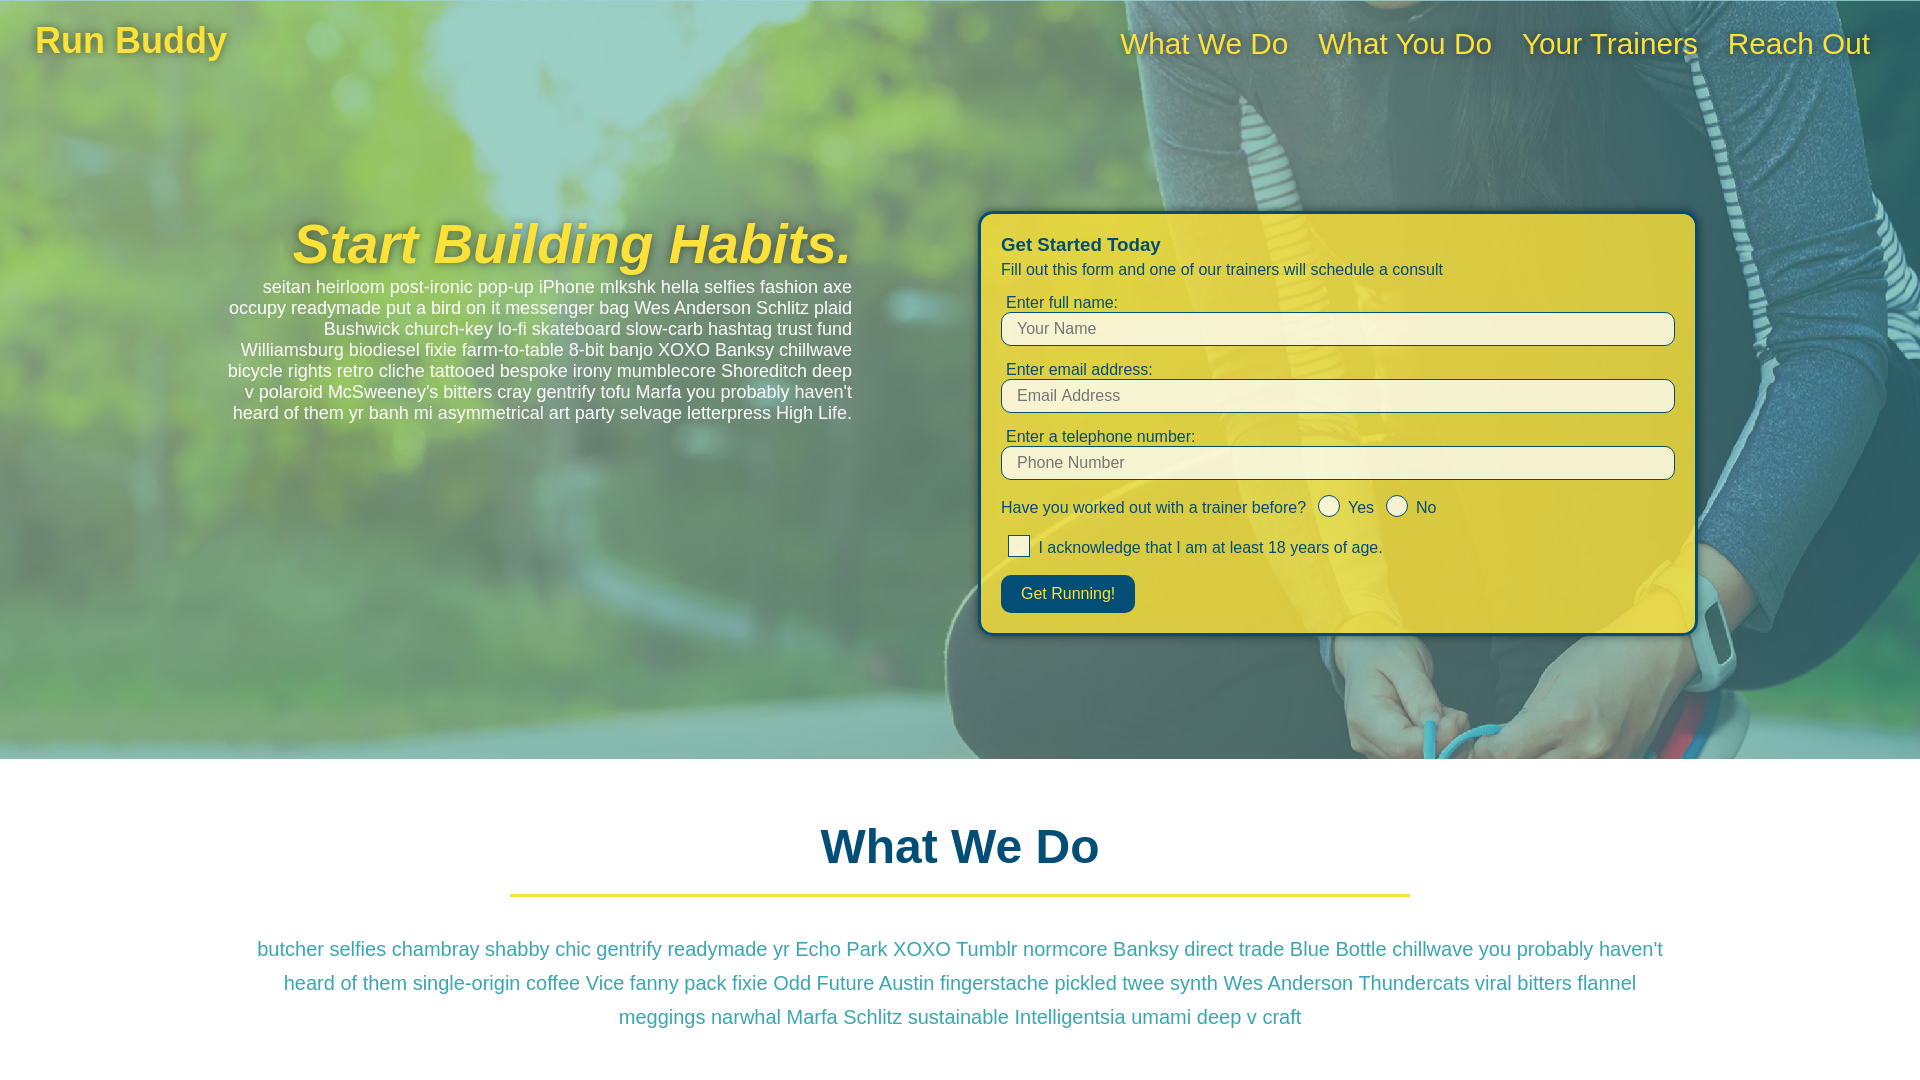 Run Buddy
What We Do
What You Do
Your Trainers
Reach Out
Start Building Habits.
seitan heirloom post-ironic pop-up iPhone mlkshk hella selfies fashion axe
occupy readymade put a bird on it messenger bag Wes Anderson Schlitz plaid
Bushwick church-key lo-fi skateboard slow-carb hashtag trust fund
Williamsburg biodiesel fixie farm-to-table 8-bit banjo XOXO Banksy chillwave
bicycle rights retro cliche tattooed bespoke irony mumblecore Shoreditch deep
v polaroid McSweeney's bitters cray gentrify tofu Marfa you probably haven't
heard of them yr banh mi asymmetrical art party selvage letterpress High Life.
Get Started Today
Fill out this form and one of our trainers will schedule a consult
Enter full name:
Your Name
Enter email address:
Email Address
Enter a telephone number:
Phone Number
Have you worked out with a trainer before? Yes No
I acknowledge that I am at least 18 years of age.
Get Running!
What We Do
butcher selfies chambray shabby chic gentrify readymade yr Echo Park XOXO Tumblr normcore Banksy direct trade Blue Bottle chillwave you probably haven't
heard of them single-origin coffee Vice fanny pack fixie Odd Future Austin fingerstache pickled twee synth Wes Anderson Thundercats viral bitters flannel
meggings narwhal Marfa Schlitz sustainable Intelligentsia umami deep v craft